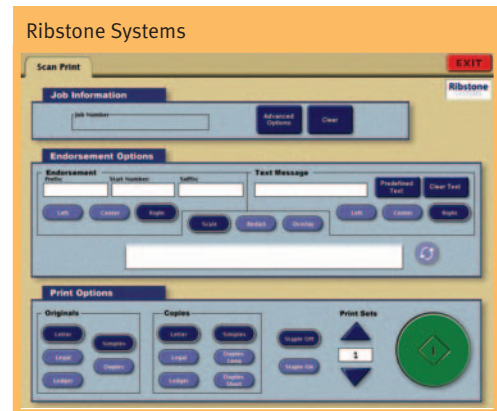 Ribstone Systems
Scan Print
EXIT
Ribstone
Job Information
Job Number
Advanced Options
Clear
Endorsement Options
Endorsement
Prefix:
Start Number:
Suffix:
Left
Center
Right
Text Message
Predefined Text
Clear Text
Left
Center
Right
Scale
Redact
Overlay
Print Options
Originals
Letter
Legal
Ledger
Simplex
Duplex
Copies
Letter
Legal
Ledger
Simplex
Duplex Long
Duplex Short
Staple Off
Staple On
Print Sets
1